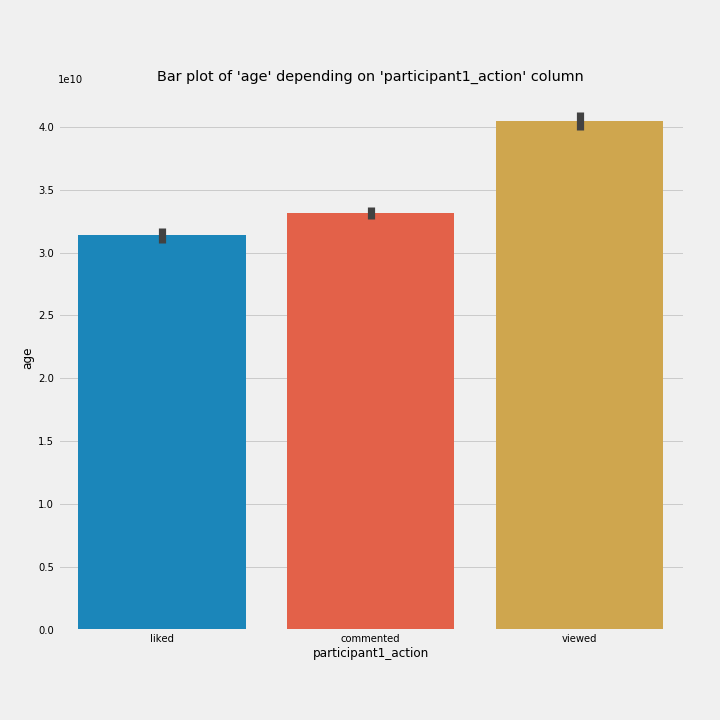 Bar plot of 'age' depending on 'participant1_action' column
1e10
4.0
3.5
3.0
2.5
2.0
1.5
1.0
0.5
0.0
age
liked
commented
viewed
participant1_action